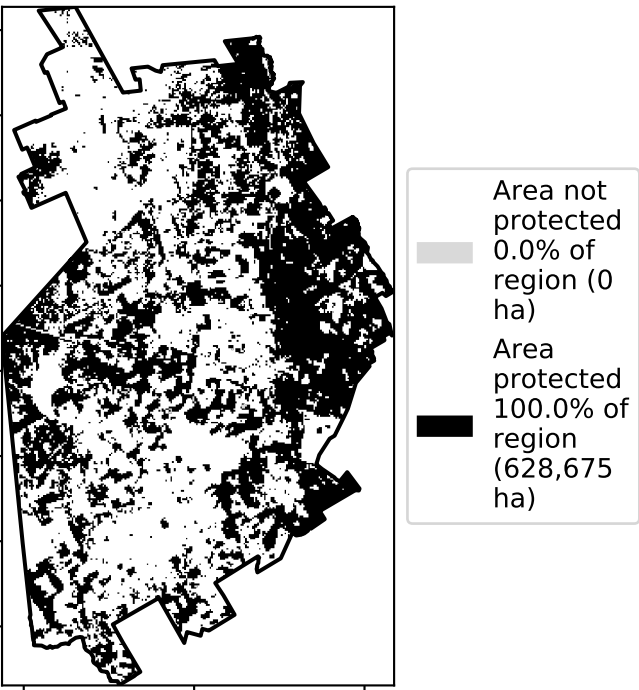 Area not
protected
0.0% of
region (0
ha)
Area
protected
100.0% of
region
(628,675
ha)